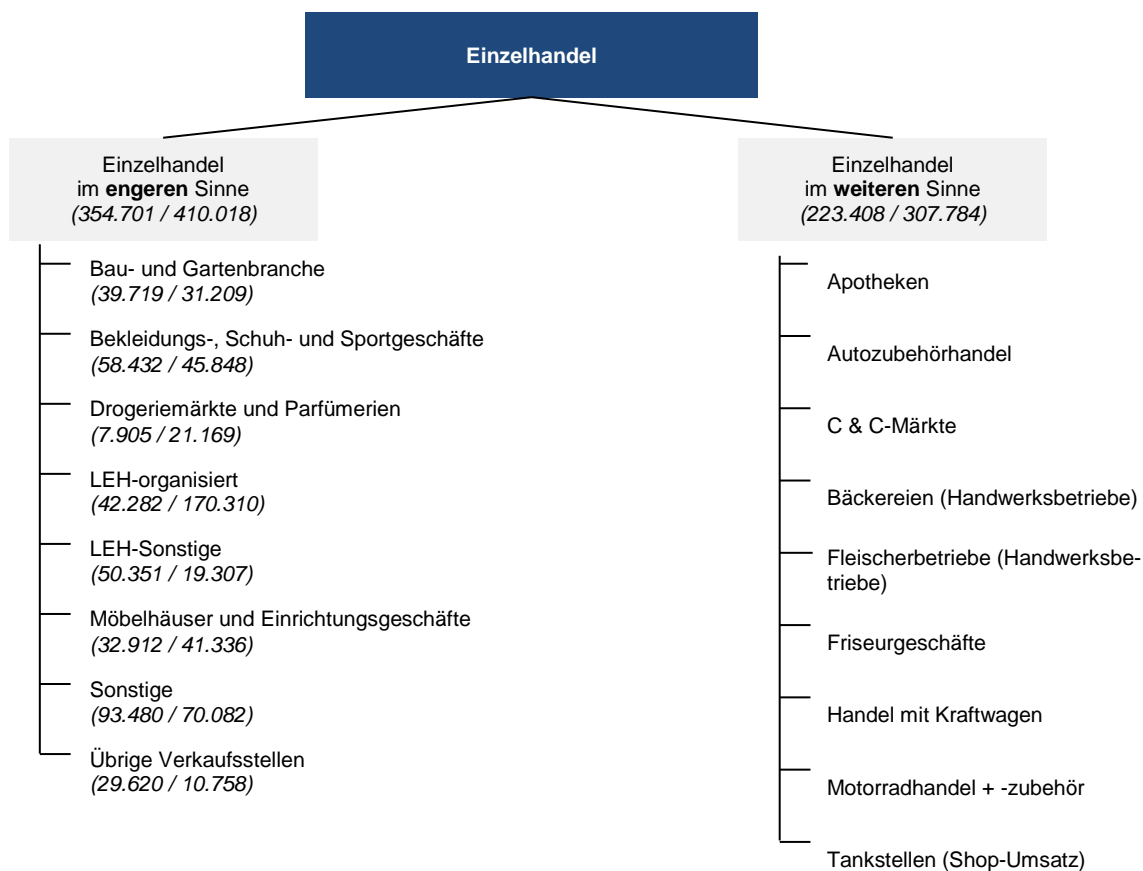 Einzelhandel
Einzelhandel
im engeren Sinne
(354.701 / 410.018)
Bau- und Gartenbranche
(39.719 / 31.209)
Bekleidungs-, Schuh- und Sportgeschäfte
(58.432 / 45.848)
Drogeriemärkte und Parfümerien
(7.905 / 21.169)
LEH-organisiert
(42.282 / 170.310)
LEH-Sonstige
(50.351 / 19.307)
Möbelhäuser und Einrichtungsgeschäfte
(32.912 / 41.336)
Sonstige
(93.480 / 70.082)
Übrige Verkaufsstellen
(29.620 / 10.758)
Einzelhandel
im weiteren Sinne
(223.408 / 307.784)
Apotheken
Autozubehörhandel
C & C-Märkte
Bäckereien (Handwerksbetriebe)
Fleischerbetriebe (Handwerksbe-
triebe)
Friseurgeschäfte
Handel mit Kraftwagen
Motorradhandel + -zubehör
Tankstellen (Shop-Umsatz)